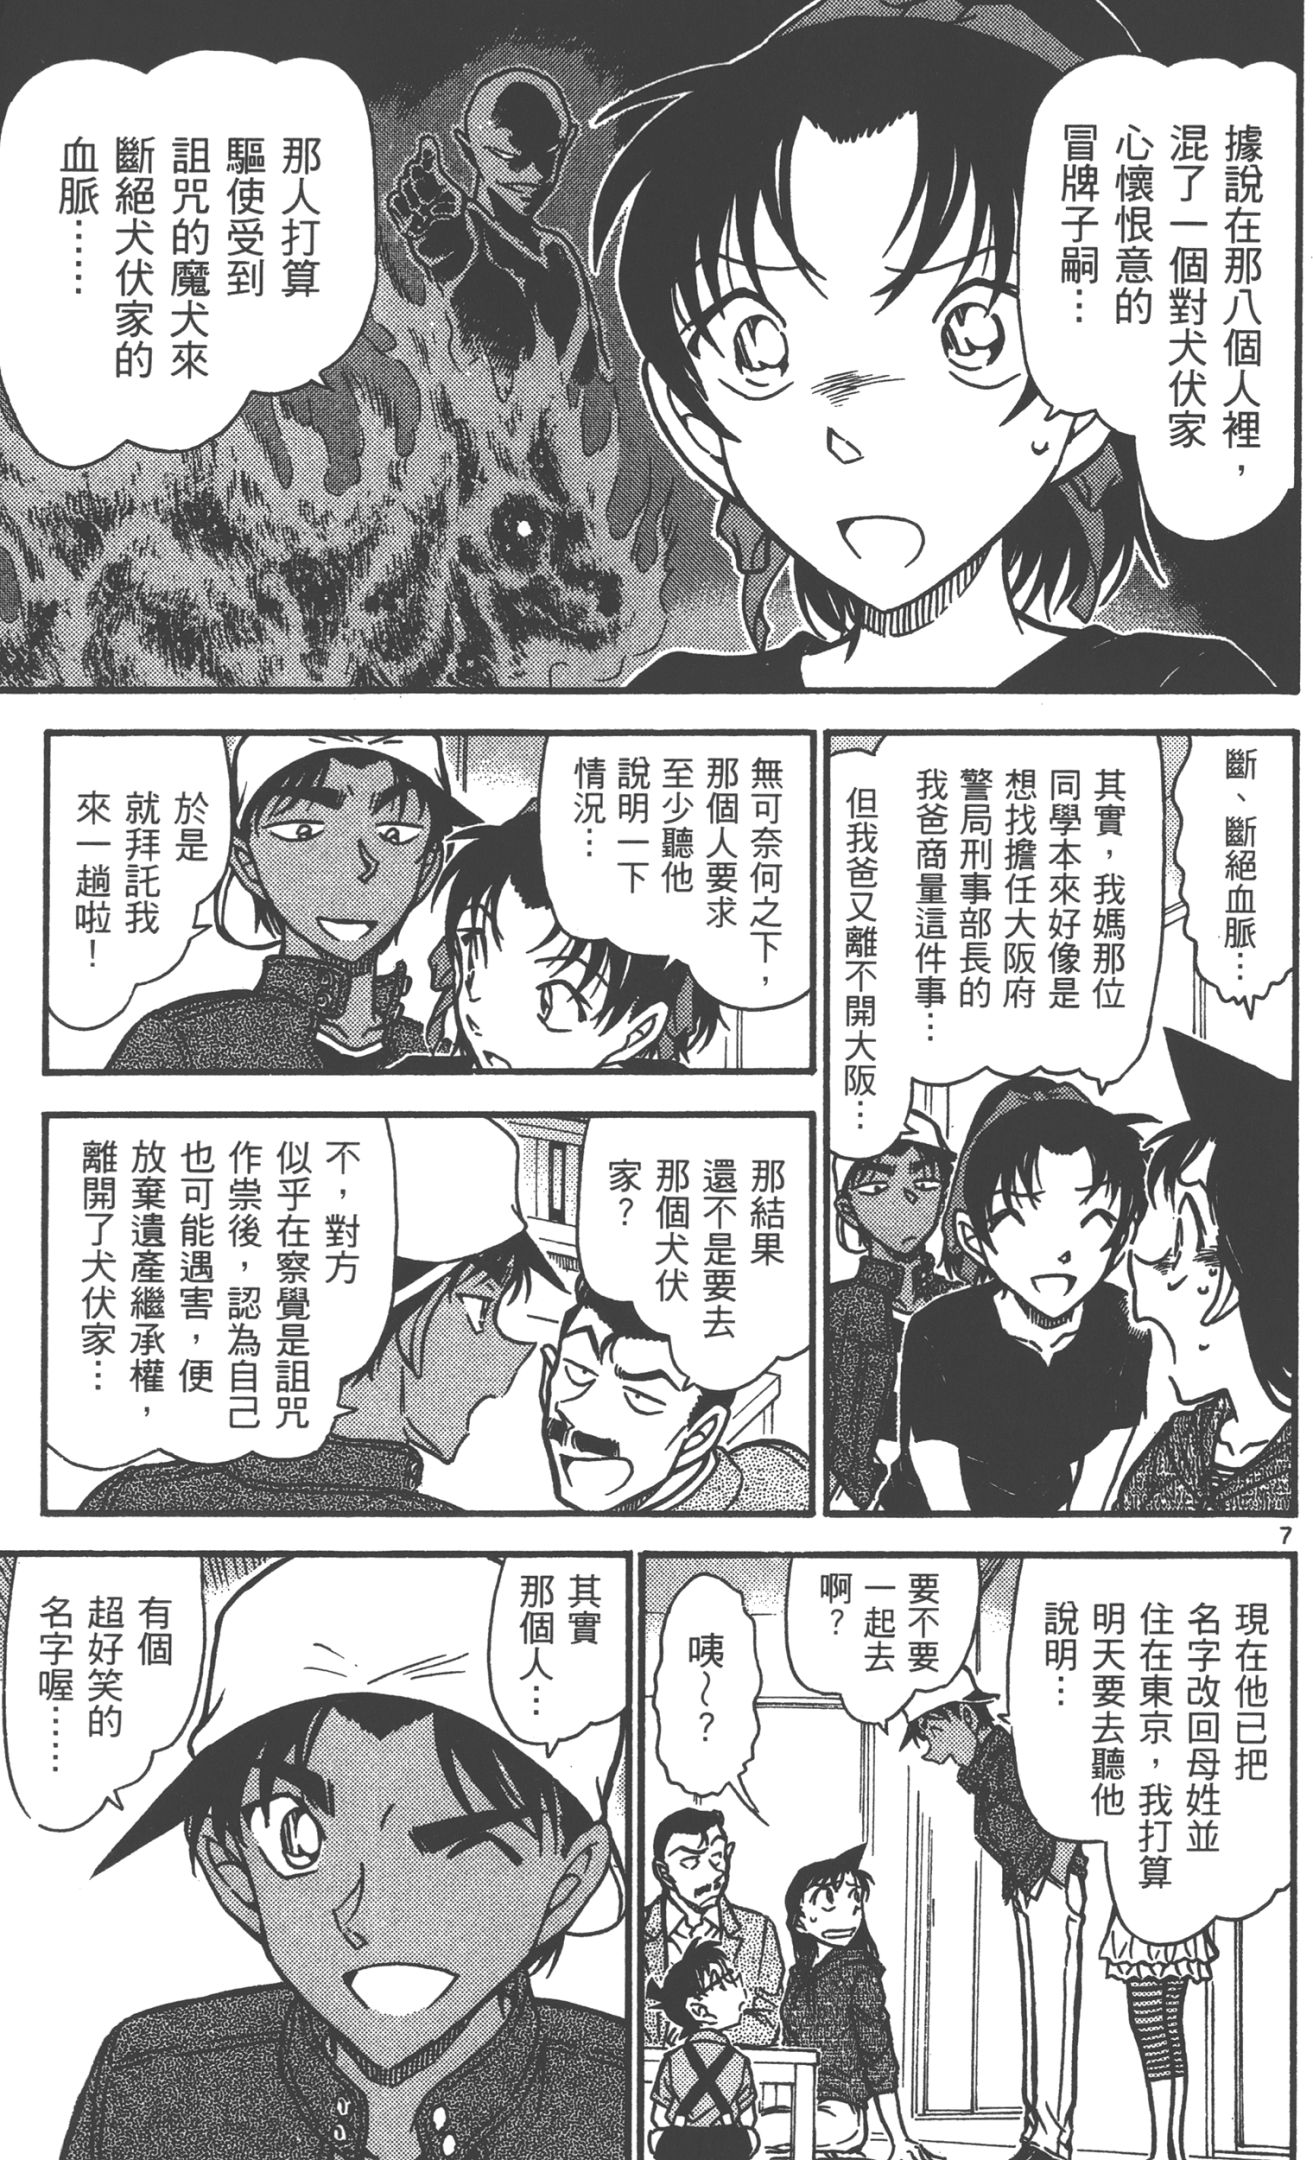 據說在那八個人裡，
混了一個對犬伏家
心懷恨意的
冒牌子嗣…
那人打算
驅使受到
詛咒的魔犬來
斷絕犬伏家的
血脈……
斷、斷絕血脈…
其實，我媽那位
同學本來好像是
想找擔任大阪府
警局刑事部長的
我爸商量這件事…
但我爸又離不開大阪…
無可奈何之下，
那個人要求
至少聽他
說明一下
情況…
於是
就拜託我
來一趟啦！
那結果
還不是要去
那個犬伏
家？
不，對方
似乎在察覺是詛咒
作祟後，認為自己
也可能遇害，便
放棄遺產繼承權，
離開了犬伏家…
7
現在他已把
名字改回母姓並
住在東京，我打算
明天要去聽他
說明…
要不要
一起去
啊？
咦～？
其實
那個人…
有個
超好笑的
名字喔……